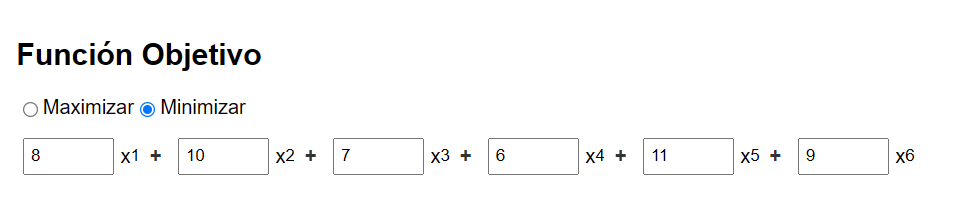 Función Objetivo
Maximizar Minimizar
8 x1 + 10 x2 + 7 x3 + 6 x4 + 11 x5 + 9 x6